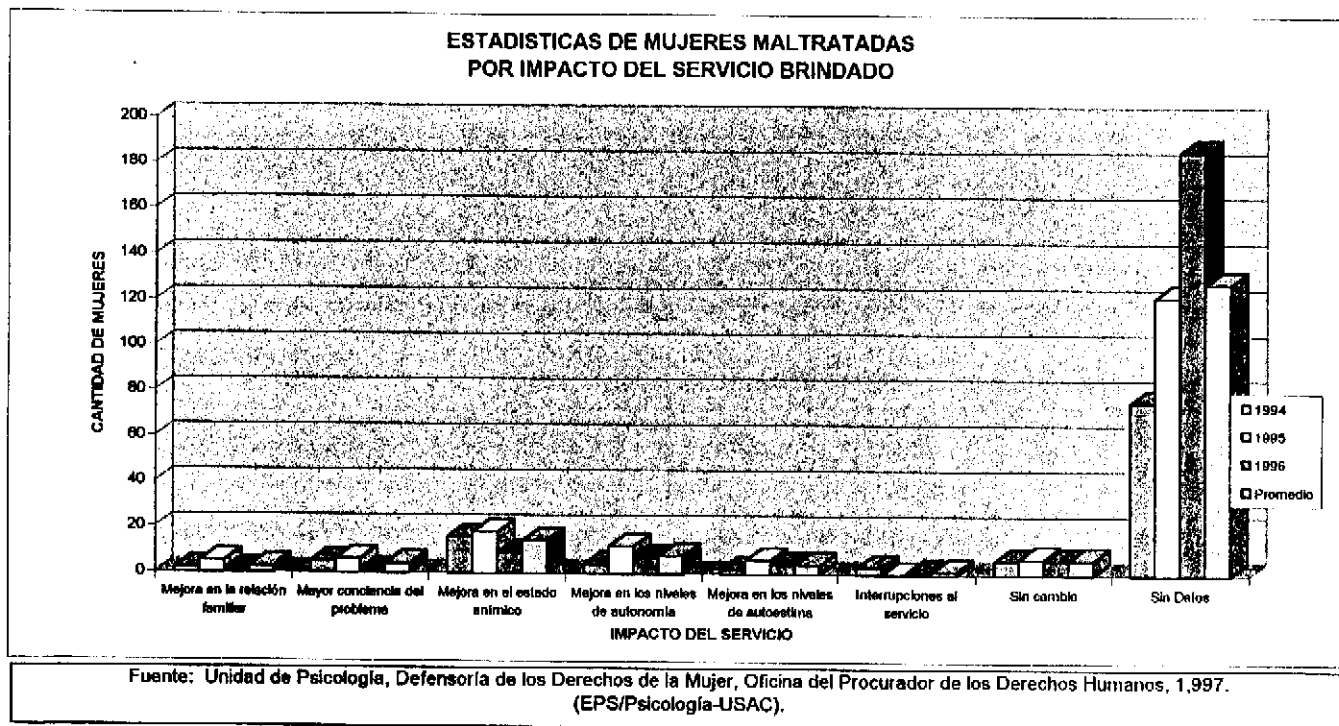 ESTADISTICAS DE MUJERES MALTRATADAS
POR IMPACTO DEL SERVICIO BRINDADO
CANTIDAD DE MUJERES
200
180
160
140
120
100
80
60
40
20
0
Mejora en la relación
familiar
Mayor conciencia del
problema
Mejora en el estado
anímico
Mejora en los niveles
de autonomía
Mejora en los niveles
de autoestima
Interrupciones al
servicio
Sin cambio
Sin Datos
IMPACTO DEL SERVICIO
1994
1995
1996
Promedio
Fuente: Unidad de Psicología, Defensoría de los Derechos de la Mujer, Oficina del Procurador de los Derechos Humanos, 1,997.
(EPS/Psicología-USAC).